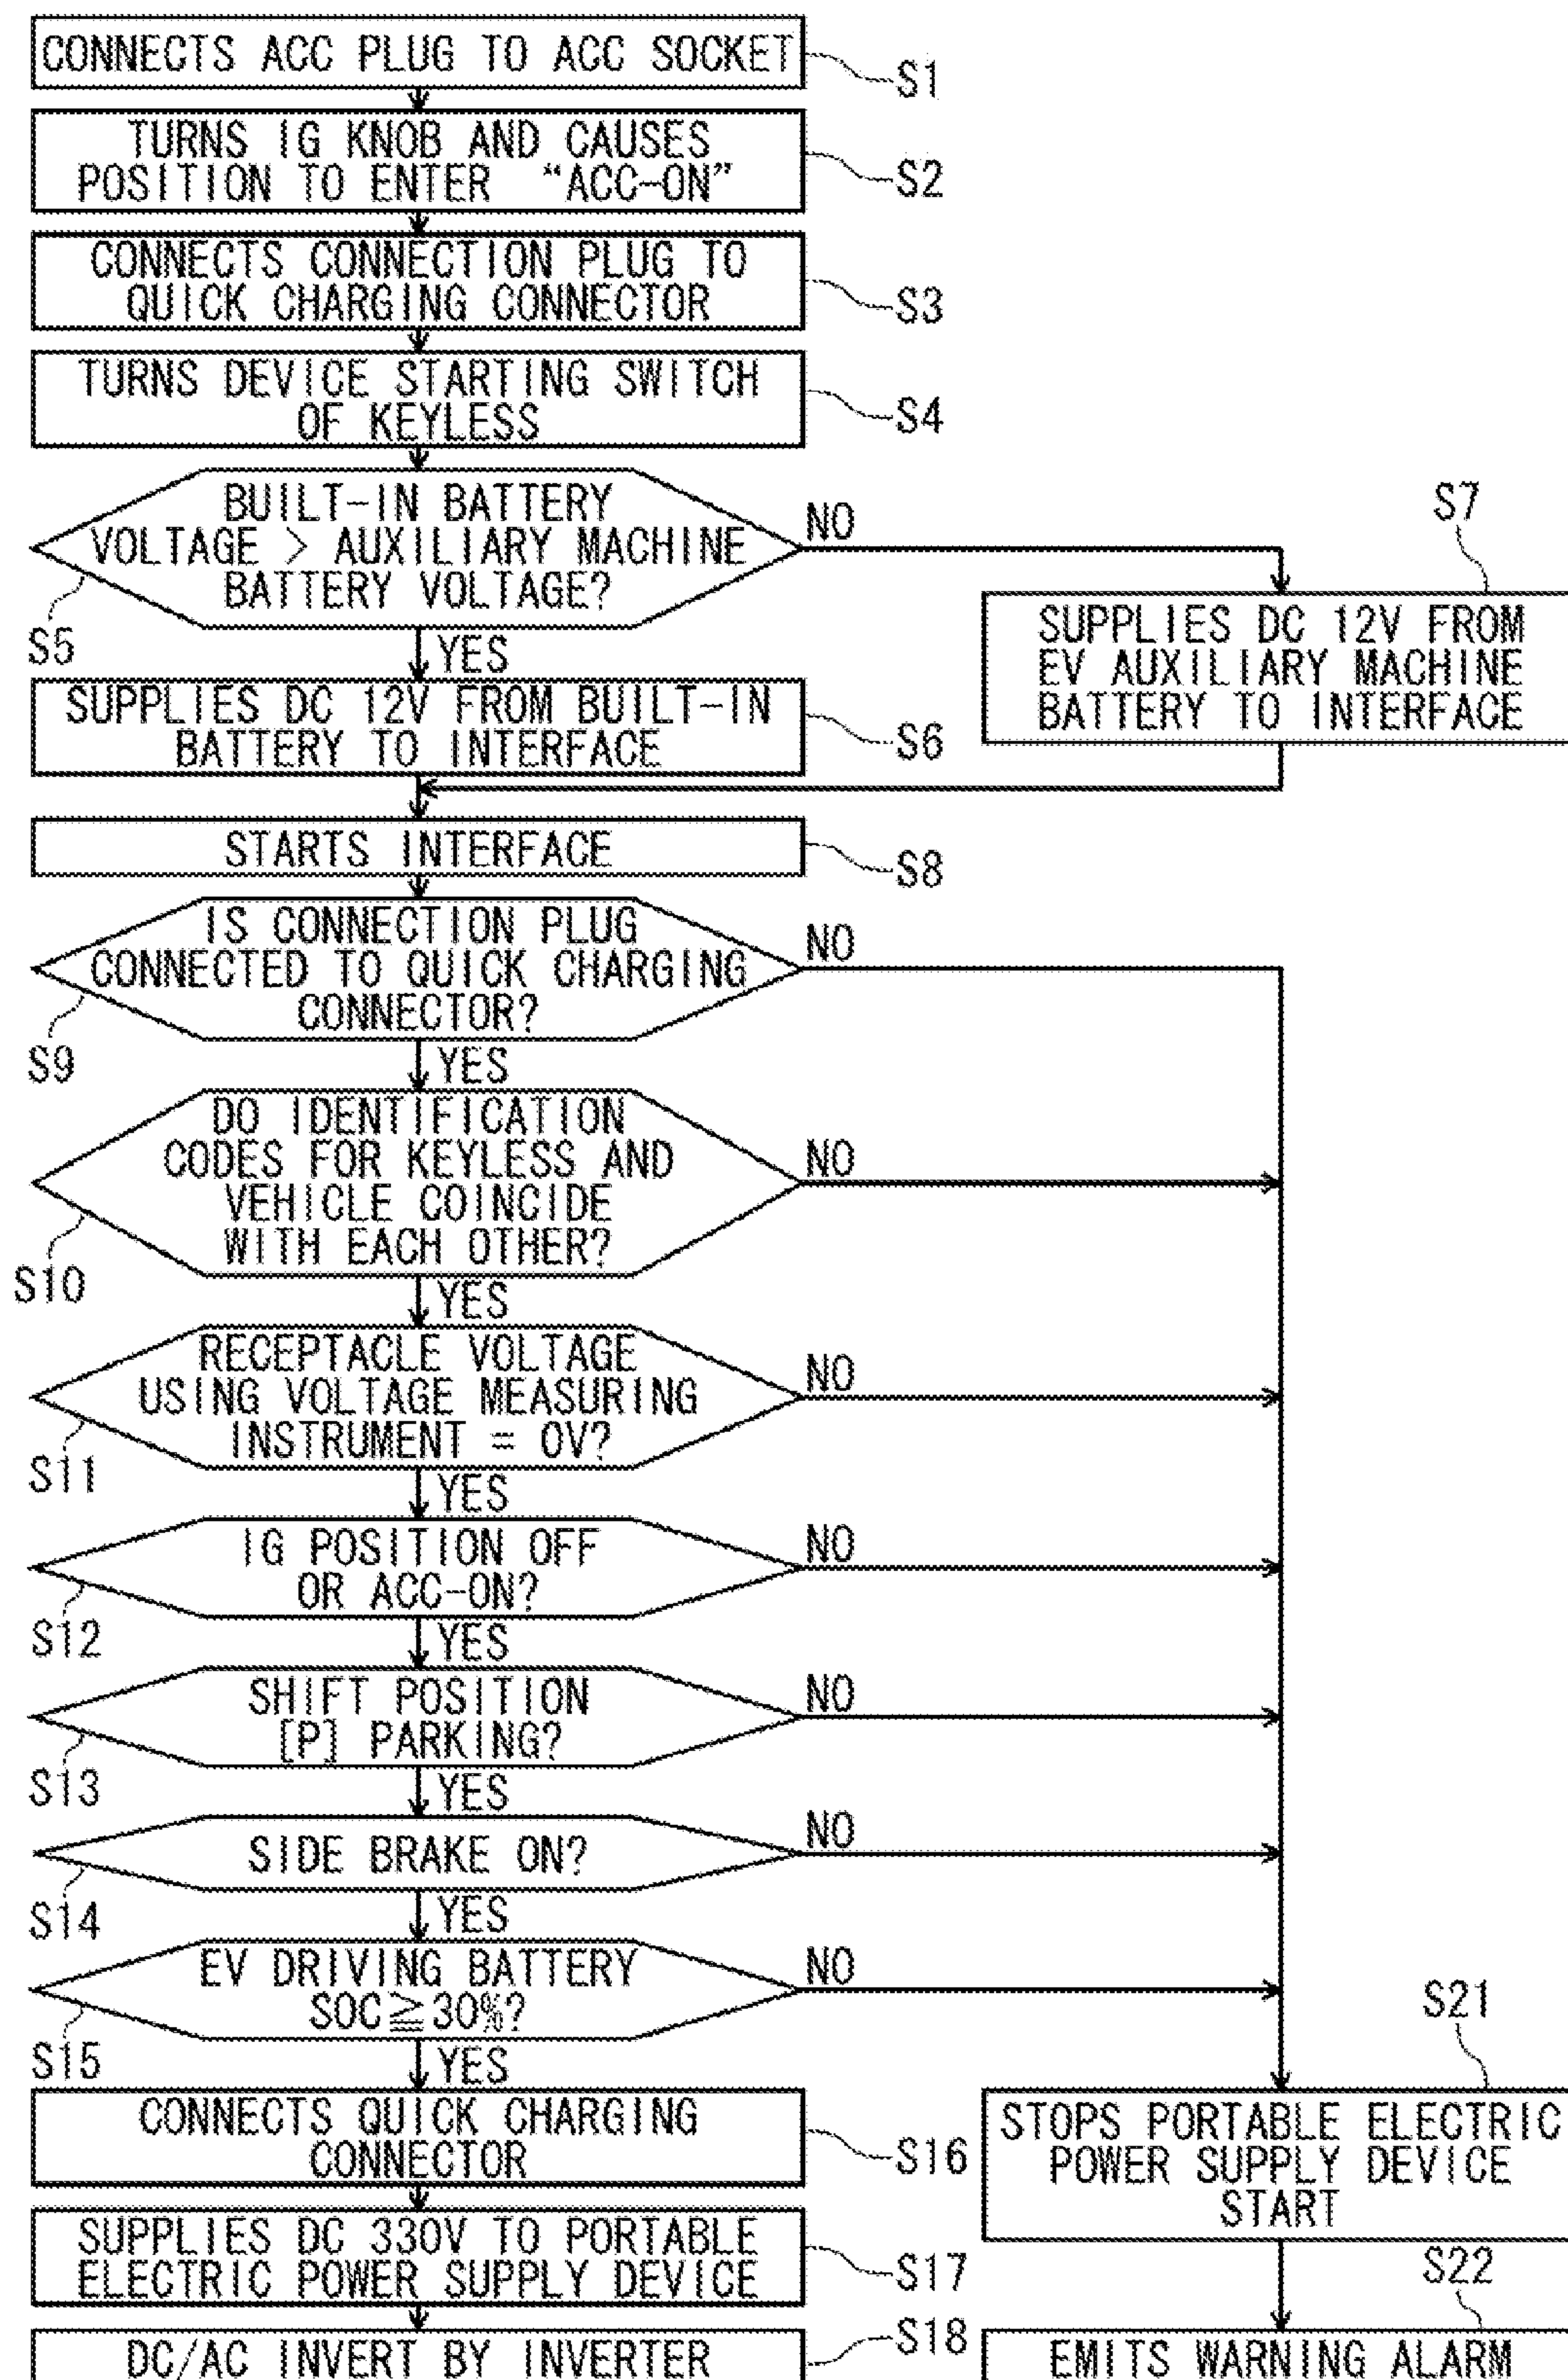 CONNECTS ACC PLUG TO ACC SOCKET
S1
TURNS IG KNOB AND CAUSES
POSITION TO ENTER “ACC-ON”
S2
CONNECTS CONNECTION PLUG TO
QUICK CHARGING CONNECTOR
S3
TURNS DEVICE STARTING SWITCH
OF KEYLESS
S4
BUILT-IN BATTERY
VOLTAGE > AUXILIARY MACHINE
BATTERY VOLTAGE?
NO
S5
YES
S7
SUPPLIES DC 12V FROM
EV AUXILIARY MACHINE
BATTERY TO INTERFACE
SUPPLIES DC 12V FROM BUILT-IN
BATTERY TO INTERFACE
S6
STARTS INTERFACE
S8
IS CONNECTION PLUG
CONNECTED TO QUICK CHARGING
CONNECTOR?
NO
S9
YES
DO IDENTIFICATION
CODES FOR KEYLESS AND
VEHICLE COINCIDE
WITH EACH OTHER?
NO
S10
YES
RECEPTACLE VOLTAGE
USING VOLTAGE MEASURING
INSTRUMENT = 0V?
NO
S11
YES
IG POSITION OFF
OR ACC-ON?
NO
S12
YES
SHIFT POSITION
[P] PARKING?
NO
S13
YES
SIDE BRAKE ON?
NO
S14
YES
EV DRIVING BATTERY
SOC≧30%?
NO
S15
YES
CONNECTS QUICK CHARGING
CONNECTOR
S16
S21
STOPS PORTABLE ELECTRIC
POWER SUPPLY DEVICE
START
SUPPLIES DC 330V TO PORTABLE
ELECTRIC POWER SUPPLY DEVICE
S17
S22
DC/AC INVERT BY INVERTER
S18
EMITS WARNING ALARM